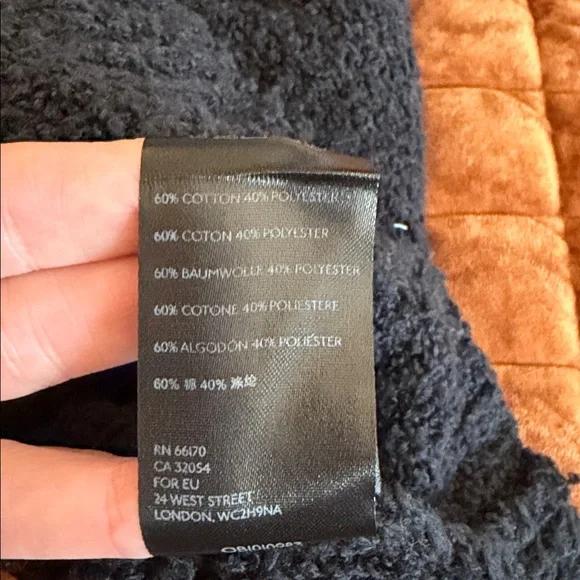 60% COTTON 40% POLYESTER
60% COTON 40% POLYESTER
60% BAUMWOLLE 40% POLYESTER
60% COTONE 40% POLIESTERE
60% ALGODÓN 40% POLIÉSTER
60% 棉 40% 涤纶
RN 66170
CA 32054
FOR EU
24 WEST STREET
LONDON, WC2H9NA